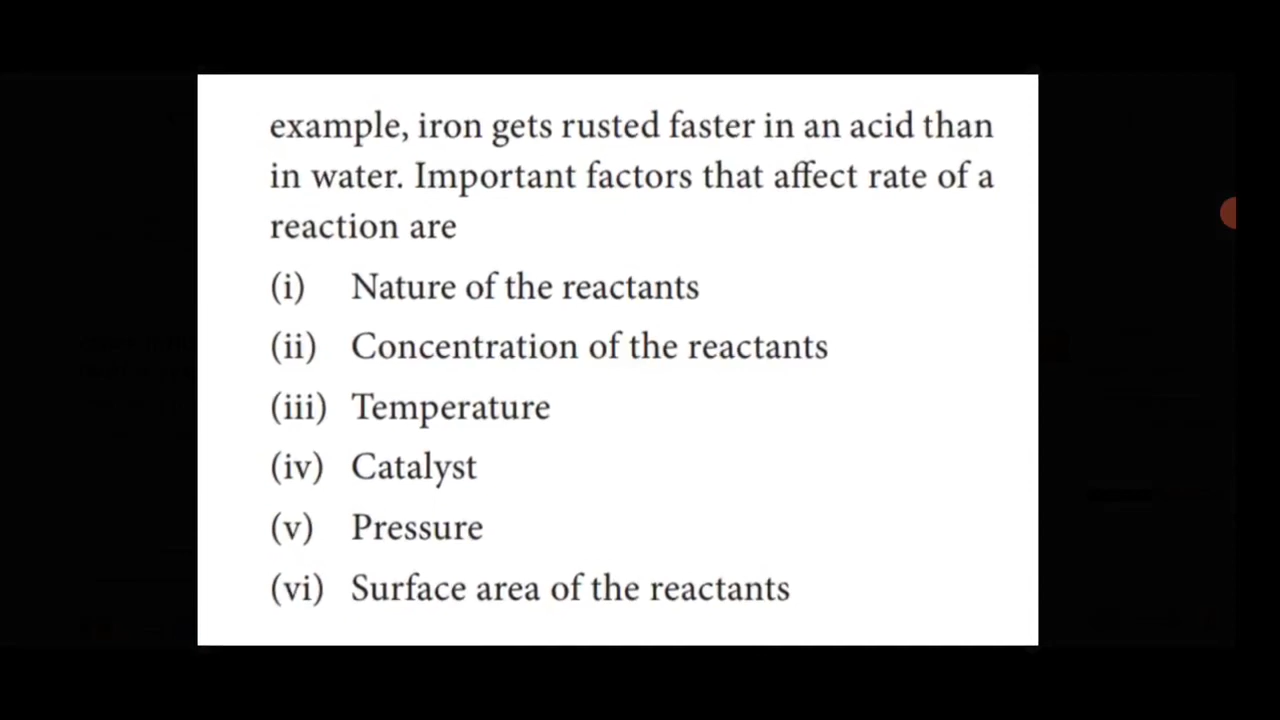 example, iron gets rusted faster in an acid than
in water. Important factors that affect rate of a
reaction are
(i) Nature of the reactants
(ii) Concentration of the reactants
(iii) Temperature
(iv) Catalyst
(v) Pressure
(vi) Surface area of the reactants